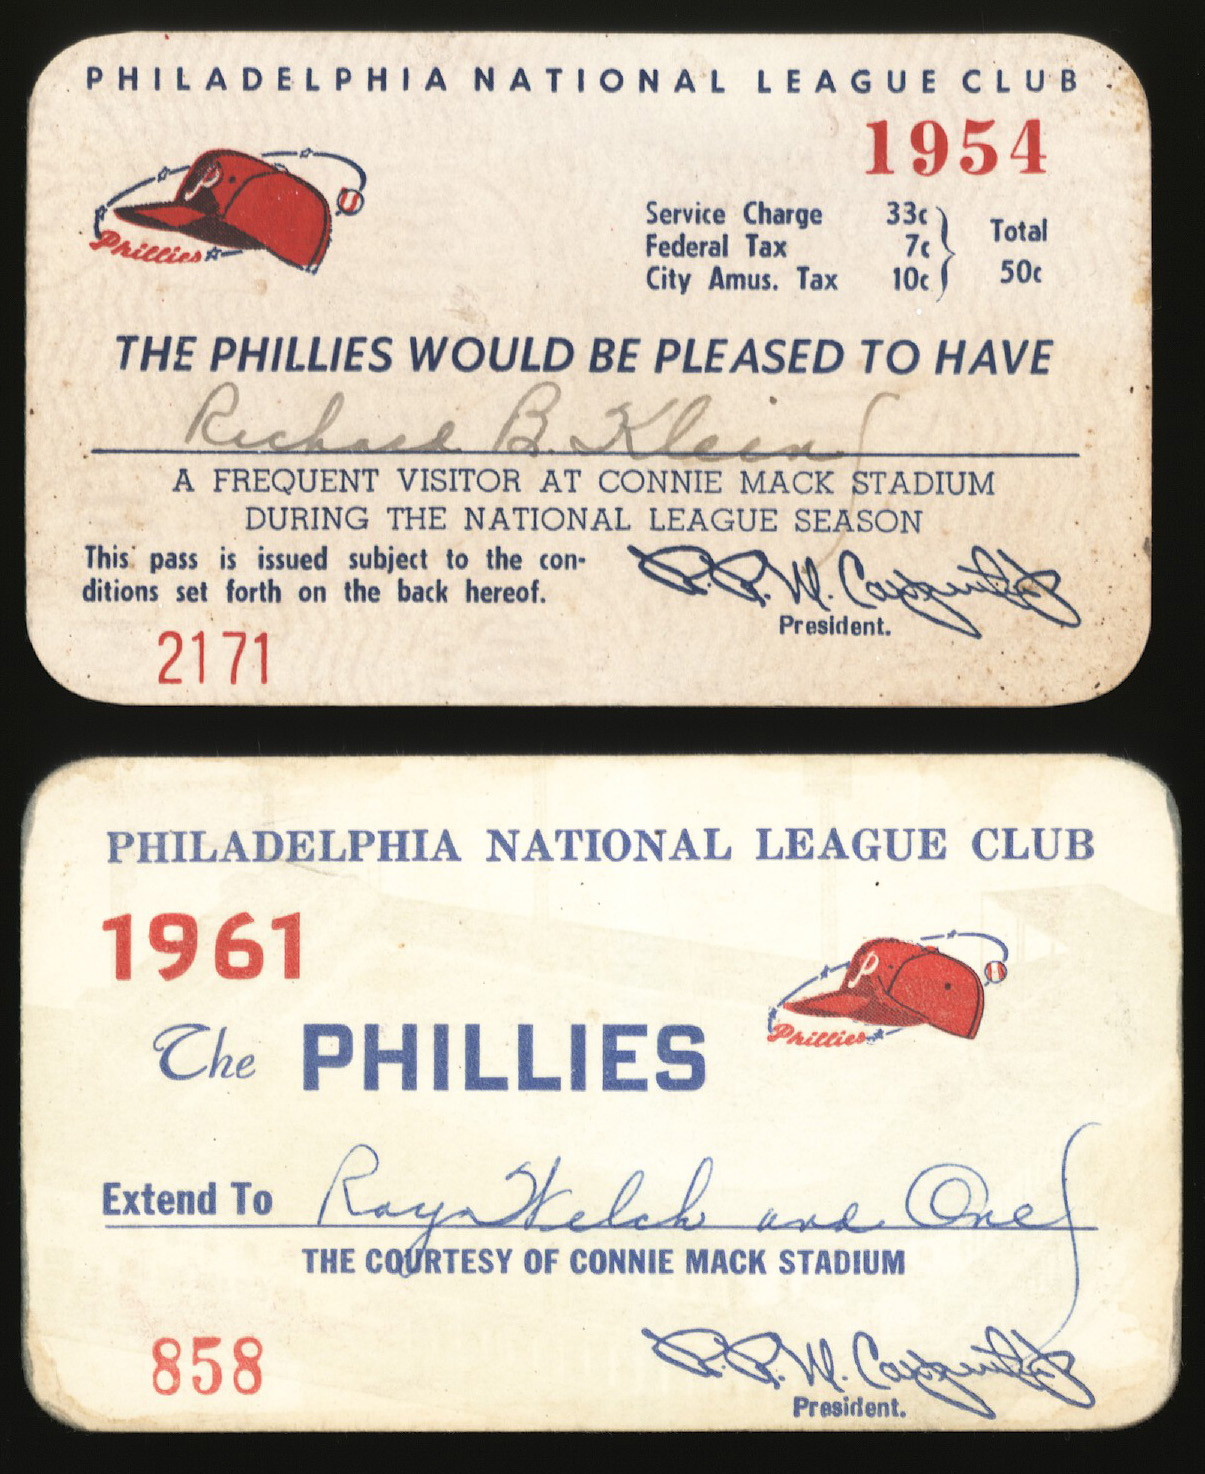 PHILADELPHIA NATIONAL LEAGUE CLUB
1954
P
Phillies
Service Charge 33c
Federal Tax 7c
City Amus. Tax 10c
Total
50c
THE PHILLIES WOULD BE PLEASED TO HAVE
Richard B. Klein
A FREQUENT VISITOR AT CONNIE MACK STADIUM
DURING THE NATIONAL LEAGUE SEASON
This pass is issued subject to the con-
ditions set forth on the back hereof.
R. R. M. Carpenter Jr
President.
2171
PHILADELPHIA NATIONAL LEAGUE CLUB
1961
P
Phillies
The PHILLIES
Extend To Ray Welch and One
THE COURTESY OF CONNIE MACK STADIUM
858
R. R. M. Carpenter Jr
President.